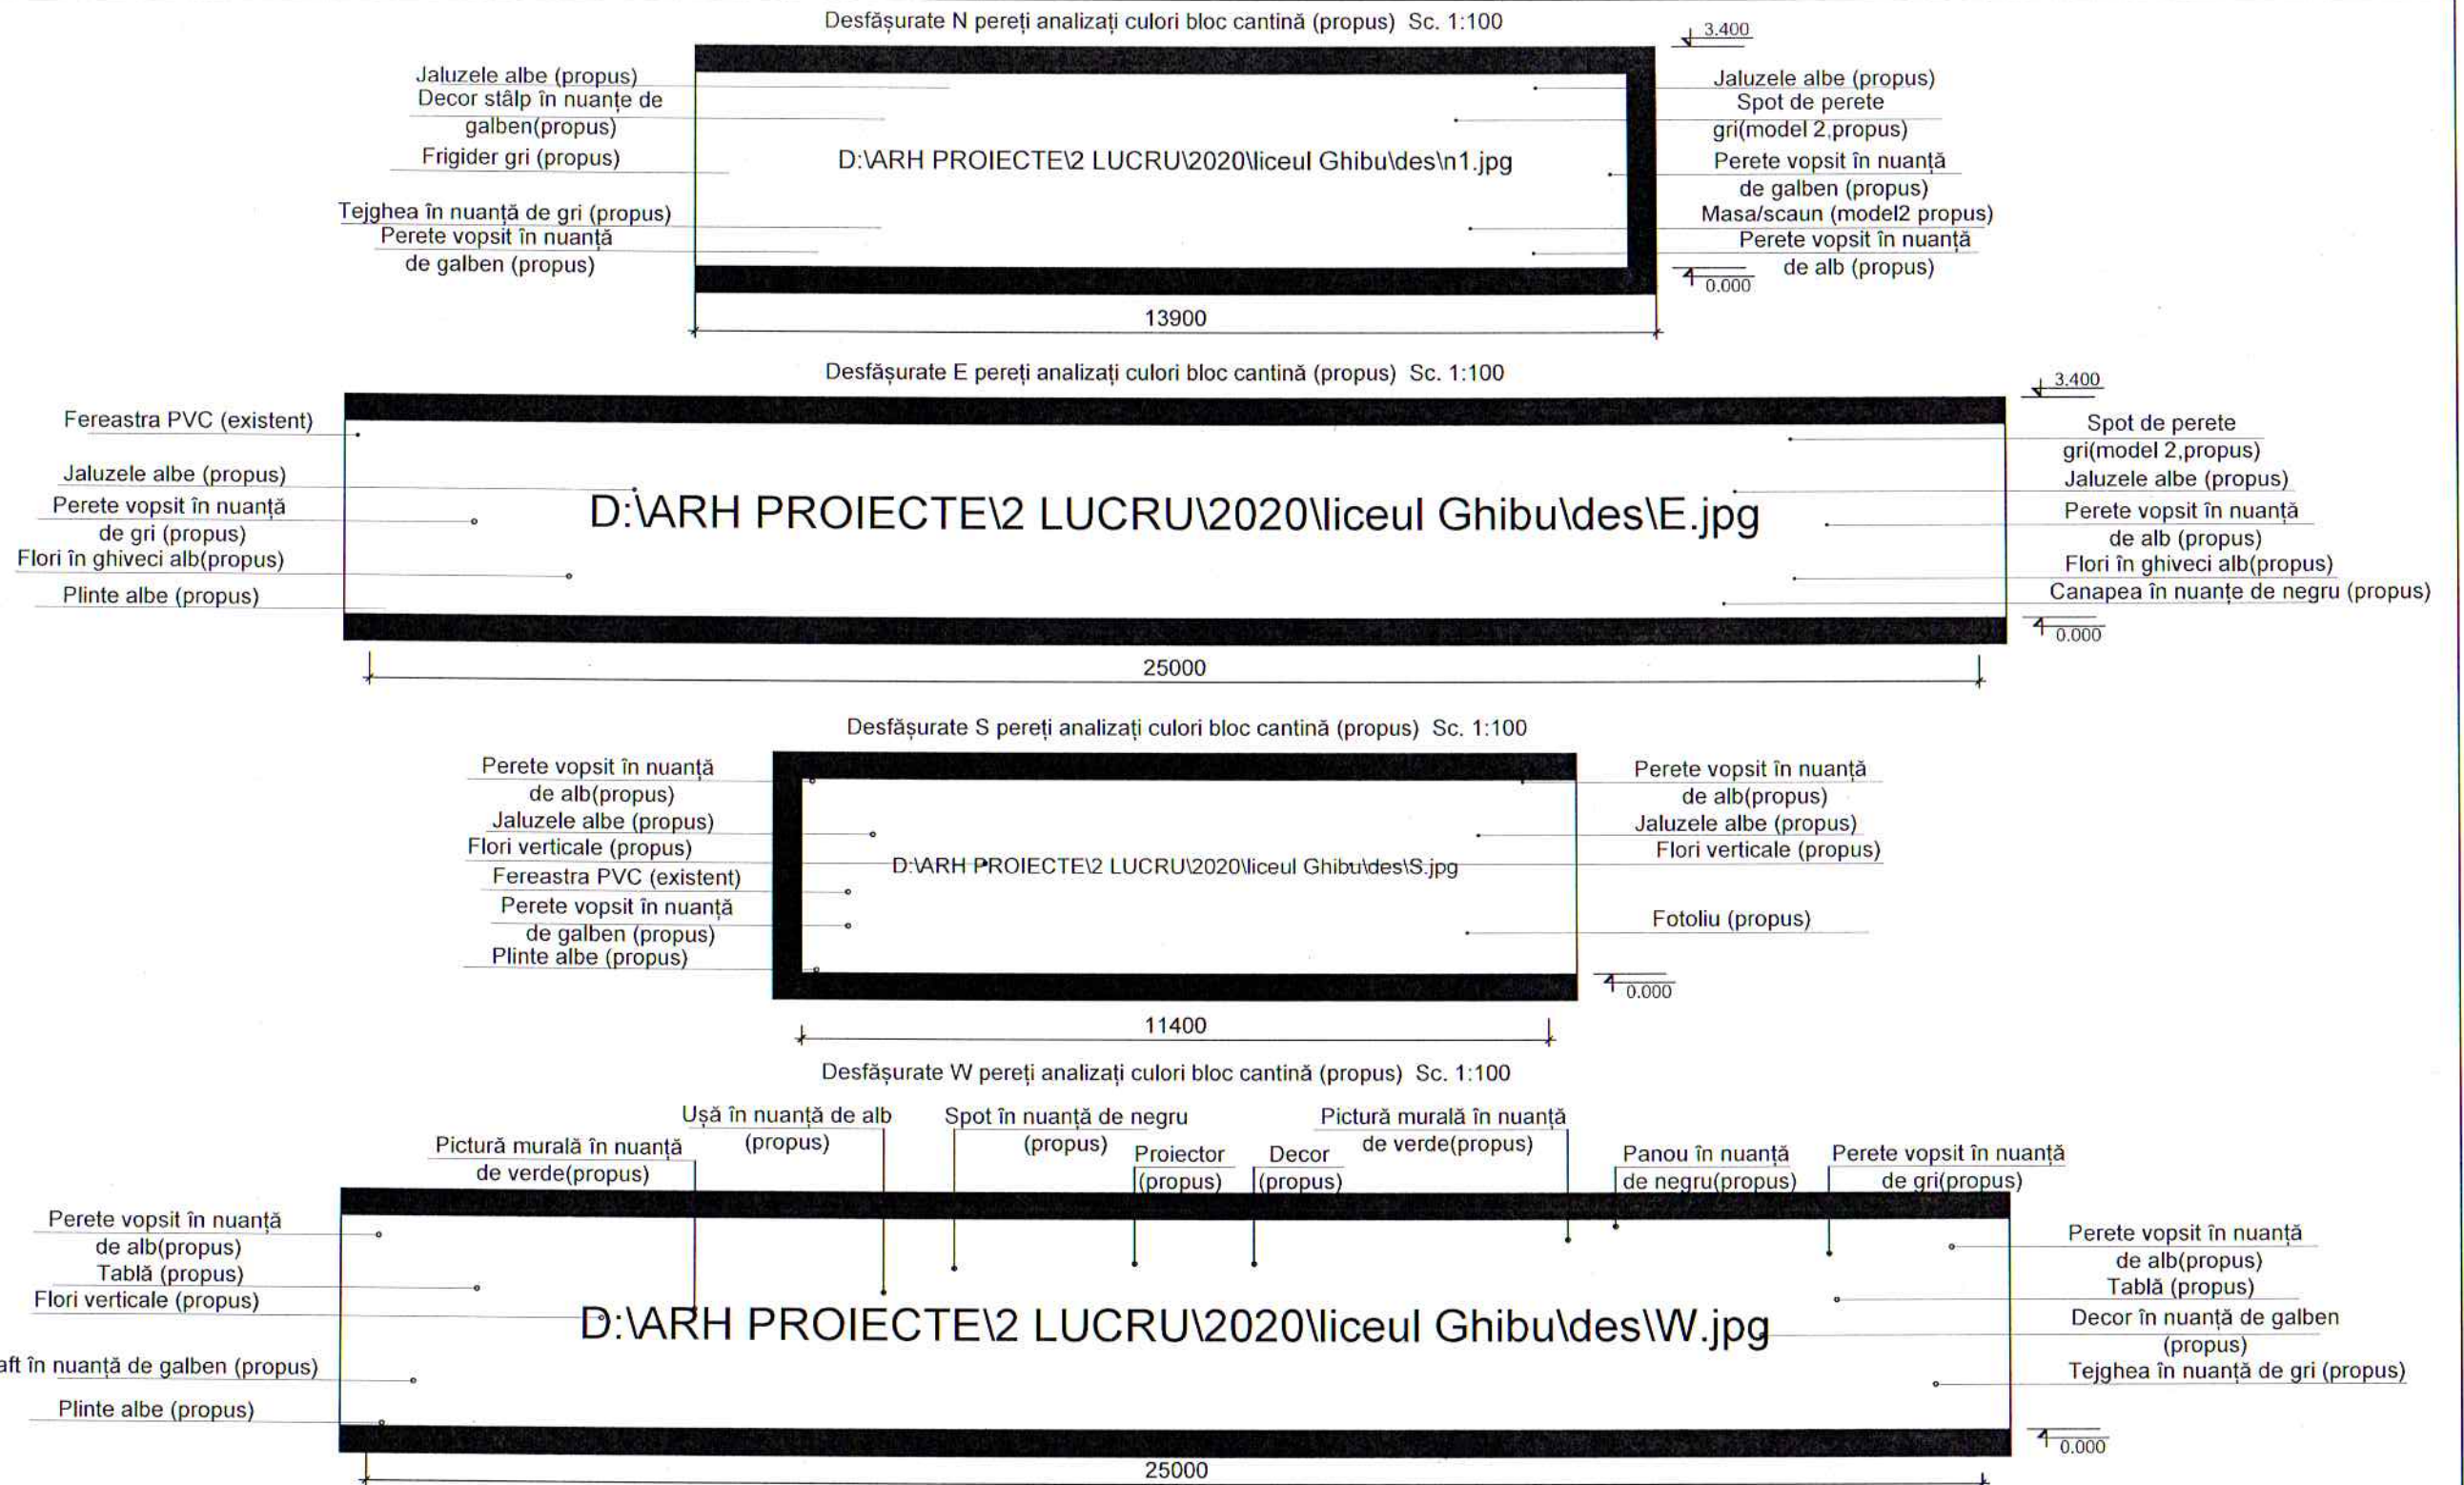 Desfășurate N pereți analizați culori bloc cantină (propus) Sc. 1:100
3.400
Jaluzele albe (propus)
Decor stâlp în nuanțe de
galben(propus)
Frigider gri (propus)
Tejghea în nuanță de gri (propus)
Perete vopsit în nuanță
de galben (propus)
D:\ARH PROIECTE\2 LUCRU\2020\liceul Ghibu\des\n1.jpg
Jaluzele albe (propus)
Spot de perete
gri(model 2,propus)
Perete vopsit în nuanță
de galben (propus)
Masa/scaun (model2 propus)
Perete vopsit în nuanță
de alb (propus)
0.000
13900
Desfășurate E pereți analizați culori bloc cantină (propus) Sc. 1:100
3.400
Fereastra PVC (existent)
Jaluzele albe (propus)
Perete vopsit în nuanță
de gri (propus)
Flori în ghiveci alb(propus)
Plinte albe (propus)
D:\ARH PROIECTE\2 LUCRU\2020\liceul Ghibu\des\E.jpg
Spot de perete
gri(model 2,propus)
Jaluzele albe (propus)
Perete vopsit în nuanță
de alb (propus)
Flori în ghiveci alb(propus)
Canapea în nuanțe de negru (propus)
0.000
25000
Desfășurate S pereți analizați culori bloc cantină (propus) Sc. 1:100
Perete vopsit în nuanță
de alb(propus)
Jaluzele albe (propus)
Flori verticale (propus)
Fereastra PVC (existent)
Perete vopsit în nuanță
de galben (propus)
Plinte albe (propus)
D:\ARH PROIECTE\2 LUCRU\2020\liceul Ghibu\des\S.jpg
Perete vopsit în nuanță
de alb(propus)
Jaluzele albe (propus)
Flori verticale (propus)
Fotoliu (propus)
0.000
11400
Desfășurate W pereți analizați culori bloc cantină (propus) Sc. 1:100
Pictură murală în nuanță
de verde(propus)
Ușă în nuanță de alb
(propus)
Spot în nuanță de negru
(propus)
Proiector
(propus)
Decor
(propus)
Pictură murală în nuanță
de verde(propus)
Panou în nuanță
de negru(propus)
Perete vopsit în nuanță
de gri(propus)
Perete vopsit în nuanță
de alb(propus)
Tablă (propus)
Flori verticale (propus)
aft în nuanță de galben (propus)
Plinte albe (propus)
D:\ARH PROIECTE\2 LUCRU\2020\liceul Ghibu\des\W.jpg
Perete vopsit în nuanță
de alb(propus)
Tablă (propus)
Decor în nuanță de galben
(propus)
Tejghea în nuanță de gri (propus)
0.000
25000